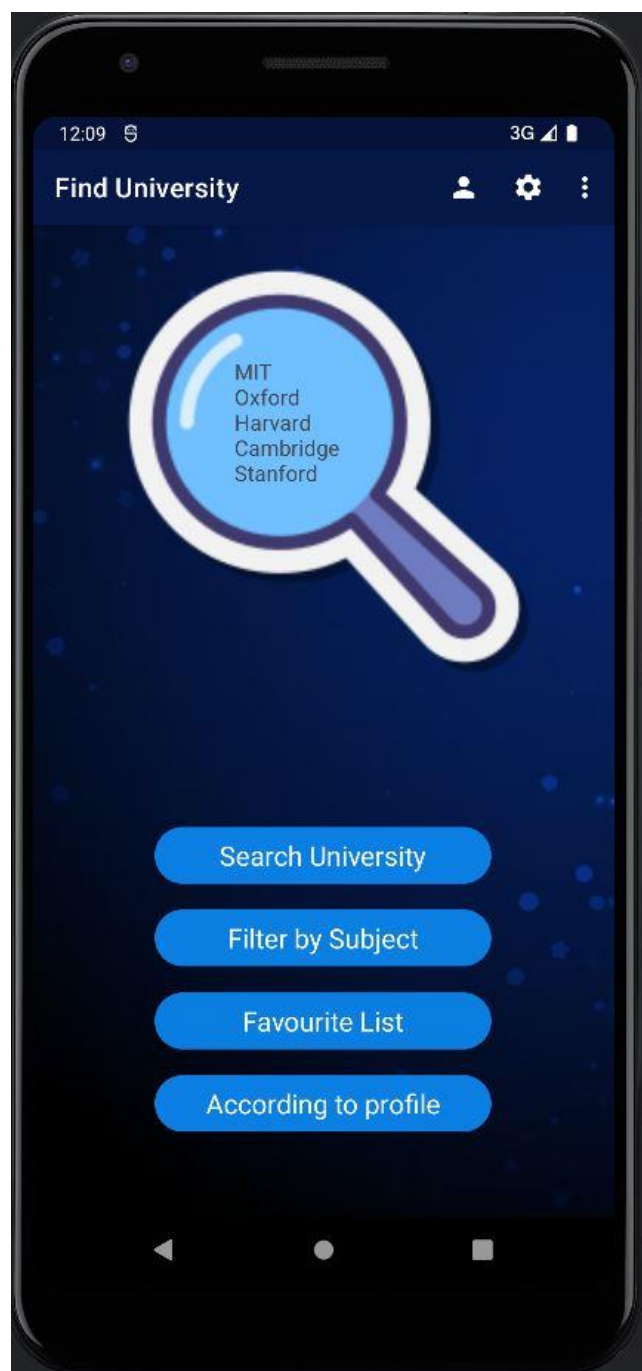 12:09 3G
Find University
MIT
Oxford
Harvard
Cambridge
Stanford
Search University
Filter by Subject
Favourite List
According to profile